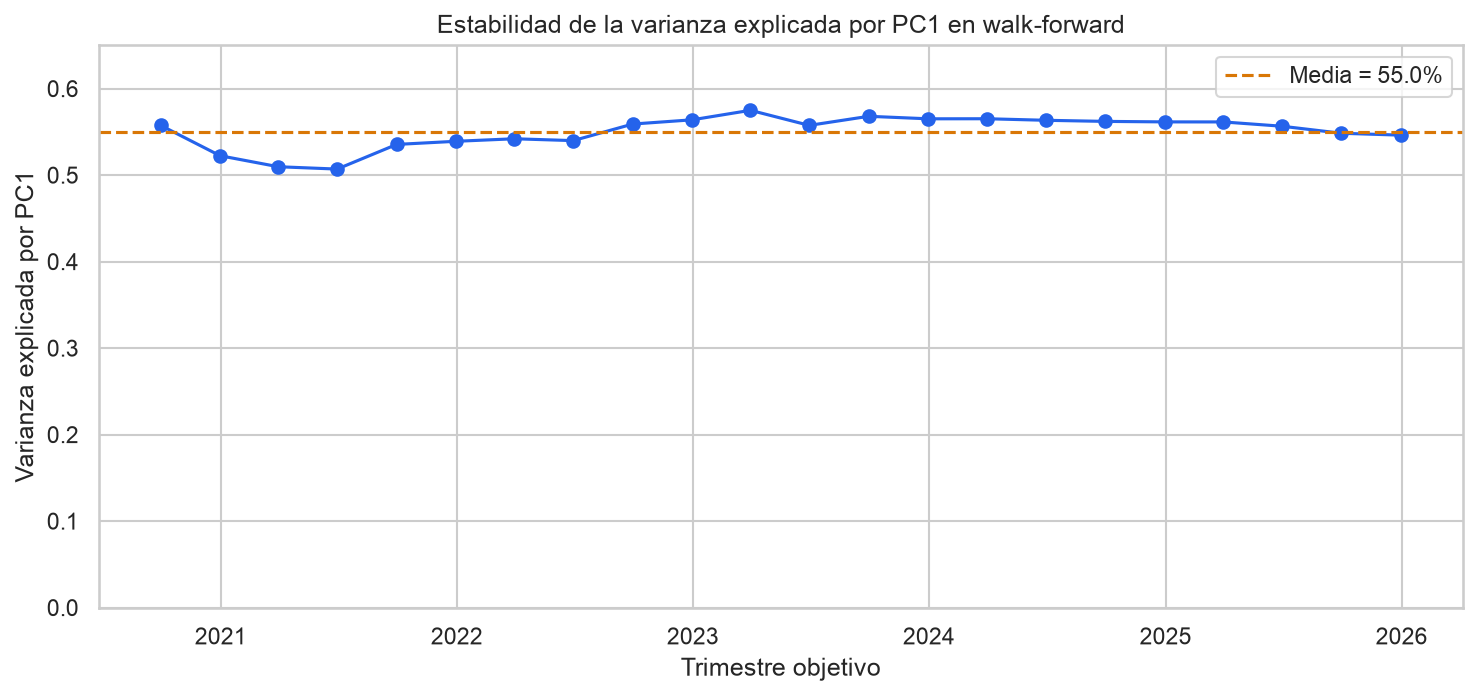 Estabilidad de la varianza explicada por PC1 en walk-forward
Media = 55.0%
Varianza explicada por PC1
0.6
0.5
0.4
0.3
0.2
0.1
0.0
2021 2022 2023 2024 2025 2026
Trimestre objetivo